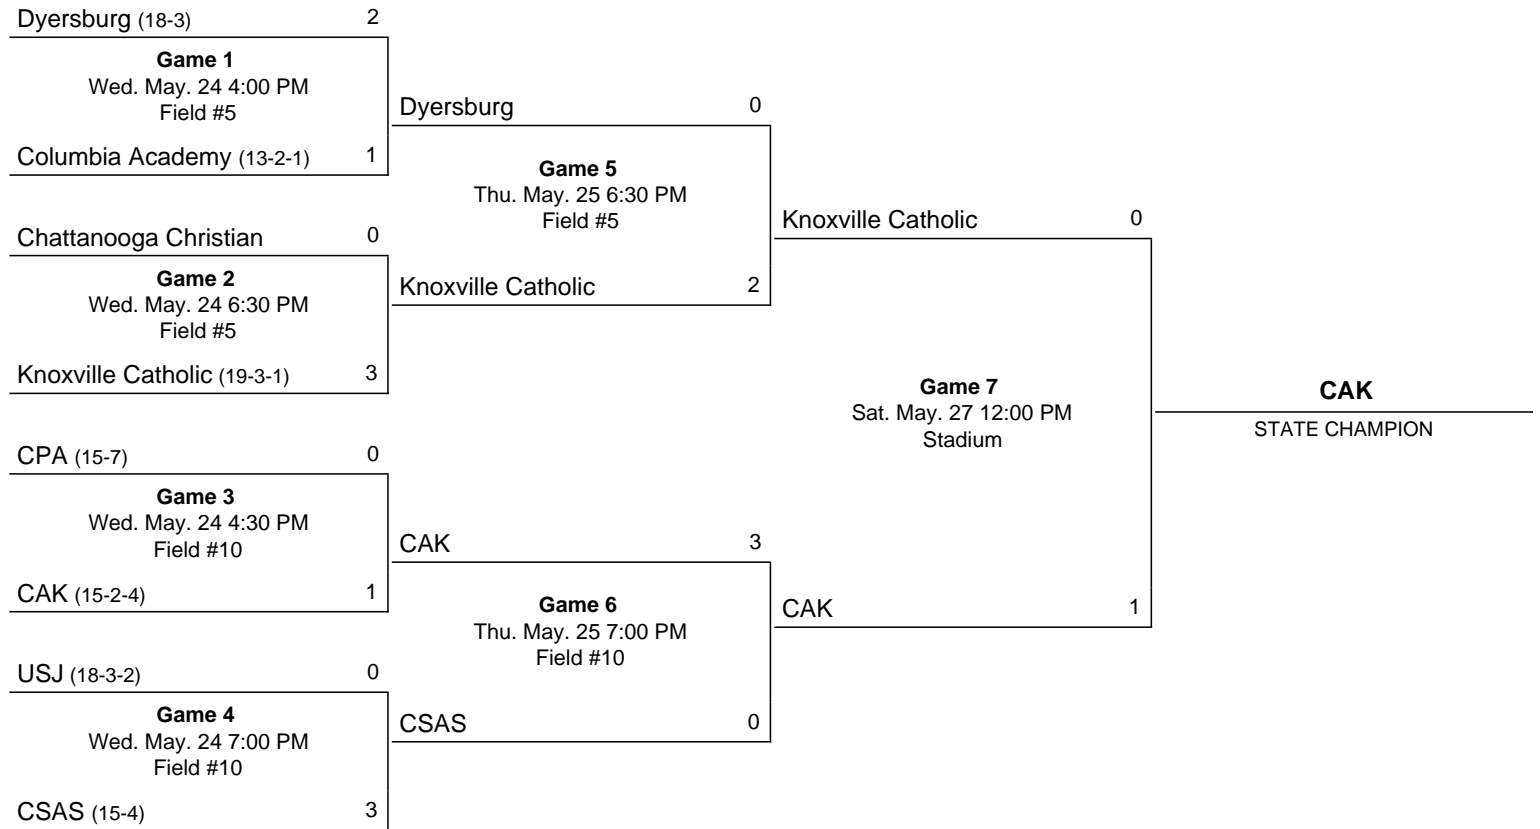 Dyersburg (18-3) 2
Game 1
Wed. May. 24 4:00 PM
Field #5
Columbia Academy (13-2-1) 1
Chattanooga Christian 0
Game 2
Wed. May. 24 6:30 PM
Field #5
Knoxville Catholic (19-3-1) 3
CPA (15-7) 0
Game 3
Wed. May. 24 4:30 PM
Field #10
CAK (15-2-4) 1
USJ (18-3-2) 0
Game 4
Wed. May. 24 7:00 PM
Field #10
CSAS (15-4) 3
Dyersburg 0
Game 5
Thu. May. 25 6:30 PM
Field #5
Knoxville Catholic 2
CAK 3
Game 6
Thu. May. 25 7:00 PM
Field #10
CSAS 0
Knoxville Catholic 0
Game 7
Sat. May. 27 12:00 PM
Stadium
CAK 1
CAK
STATE CHAMPION